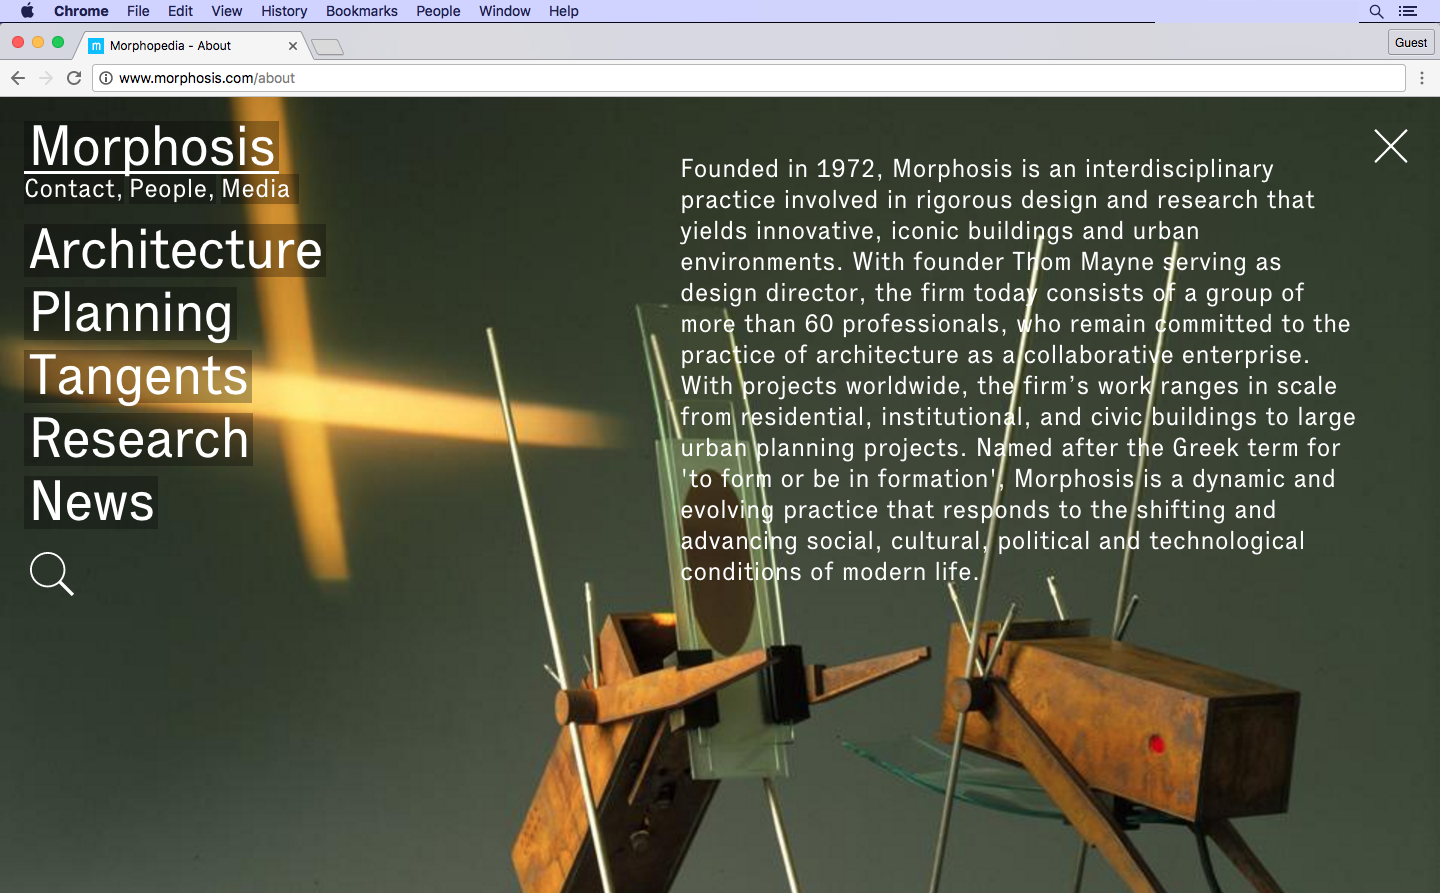 Chrome File Edit View History Bookmarks People Window Help
m Morphopedia - About
Guest
www.morphosis.com/about
Morphosis
Contact, People, Media
Architecture
Planning
Tangents
Research
News
Founded in 1972, Morphosis is an interdisciplinary
practice involved in rigorous design and research that
yields innovative, iconic buildings and urban
environments. With founder Thom Mayne serving as
design director, the firm today consists of a group of
more than 60 professionals, who remain committed to the
practice of architecture as a collaborative enterprise.
With projects worldwide, the firm’s work ranges in scale
from residential, institutional, and civic buildings to large
urban planning projects. Named after the Greek term for
'to form or be in formation', Morphosis is a dynamic and
evolving practice that responds to the shifting and
advancing social, cultural, political and technological
conditions of modern life.